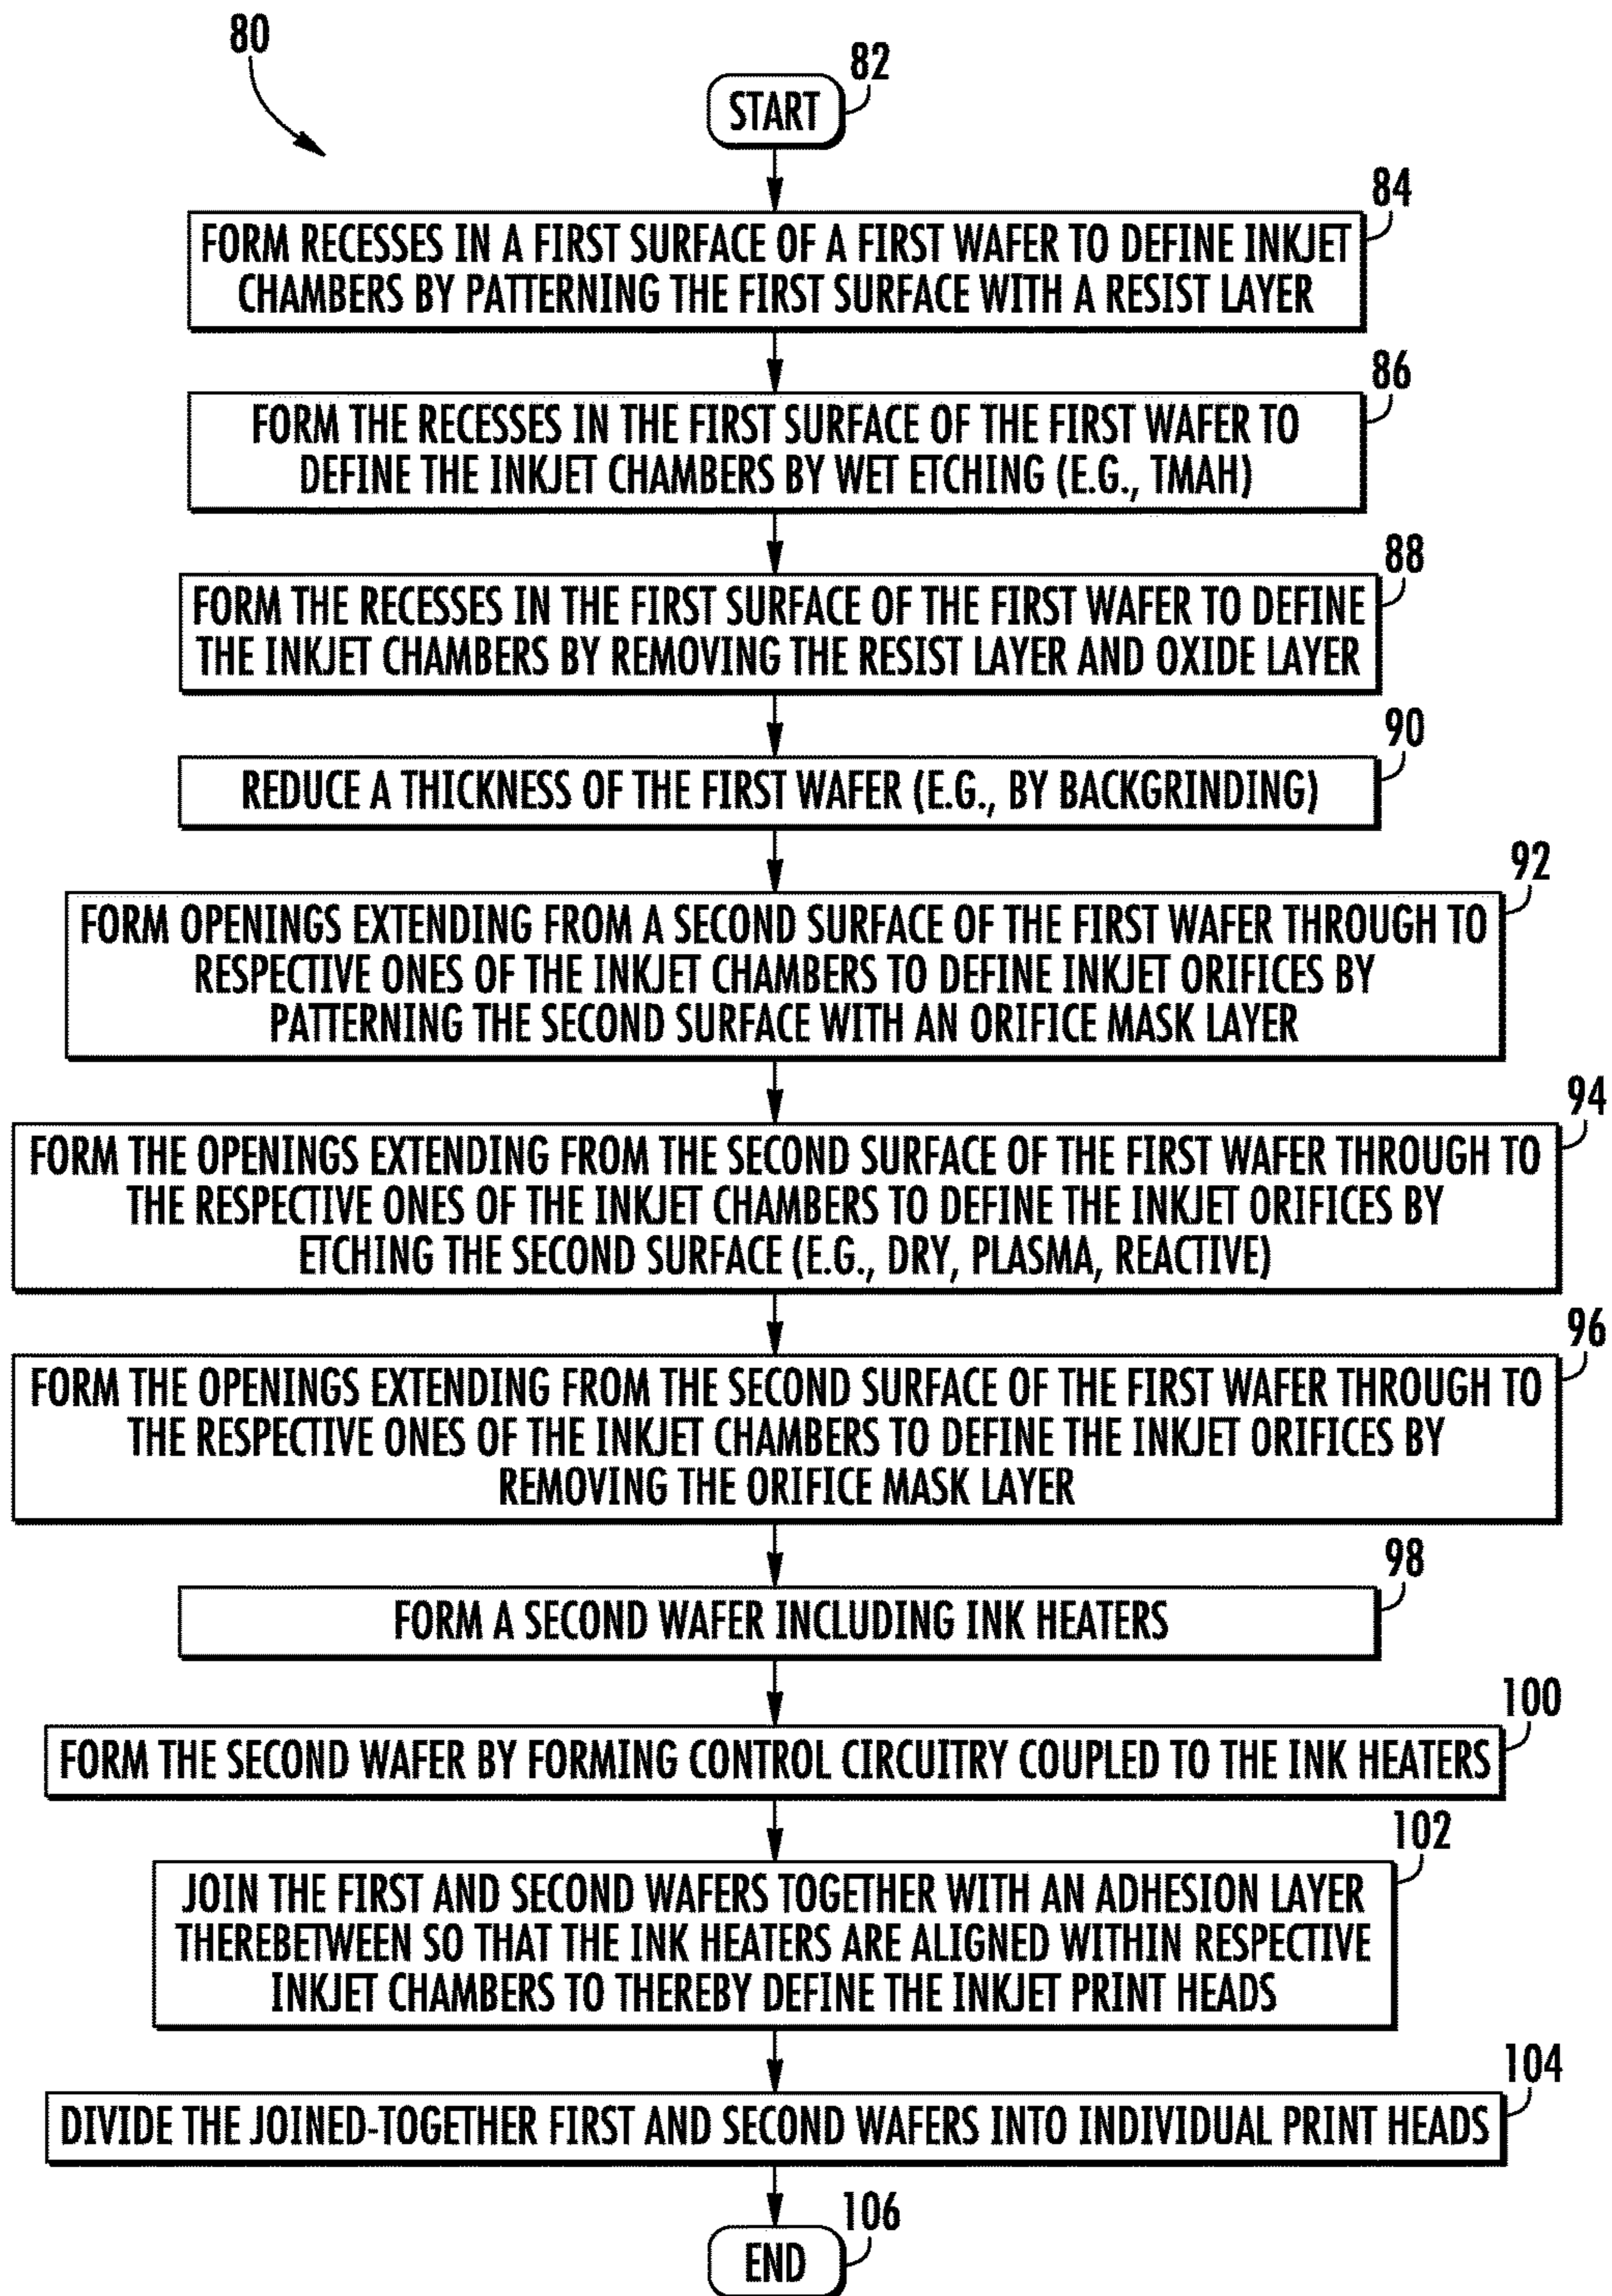 80
82
START
84
FORM RECESSES IN A FIRST SURFACE OF A FIRST WAFER TO DEFINE INKJET
CHAMBERS BY PATTERNING THE FIRST SURFACE WITH A RESIST LAYER
86
FORM THE RECESSES IN THE FIRST SURFACE OF THE FIRST WAFER TO
DEFINE THE INKJET CHAMBERS BY WET ETCHING (E.G., TMAH)
88
FORM THE RECESSES IN THE FIRST SURFACE OF THE FIRST WAFER TO DEFINE
THE INKJET CHAMBERS BY REMOVING THE RESIST LAYER AND OXIDE LAYER
90
REDUCE A THICKNESS OF THE FIRST WAFER (E.G., BY BACKGRINDING)
92
FORM OPENINGS EXTENDING FROM A SECOND SURFACE OF THE FIRST WAFER THROUGH TO
RESPECTIVE ONES OF THE INKJET CHAMBERS TO DEFINE INKJET ORIFICES BY
PATTERNING THE SECOND SURFACE WITH AN ORIFICE MASK LAYER
94
FORM THE OPENINGS EXTENDING FROM THE SECOND SURFACE OF THE FIRST WAFER THROUGH TO
THE RESPECTIVE ONES OF THE INKJET CHAMBERS TO DEFINE THE INKJET ORIFICES BY
ETCHING THE SECOND SURFACE (E.G., DRY, PLASMA, REACTIVE)
96
FORM THE OPENINGS EXTENDING FROM THE SECOND SURFACE OF THE FIRST WAFER THROUGH TO
THE RESPECTIVE ONES OF THE INKJET CHAMBERS TO DEFINE THE INKJET ORIFICES BY
REMOVING THE ORIFICE MASK LAYER
98
FORM A SECOND WAFER INCLUDING INK HEATERS
100
FORM THE SECOND WAFER BY FORMING CONTROL CIRCUITRY COUPLED TO THE INK HEATERS
102
JOIN THE FIRST AND SECOND WAFERS TOGETHER WITH AN ADHESION LAYER
THEREBETWEEN SO THAT THE INK HEATERS ARE ALIGNED WITHIN RESPECTIVE
INKJET CHAMBERS TO THEREBY DEFINE THE INKJET PRINT HEADS
104
DIVIDE THE JOINED-TOGETHER FIRST AND SECOND WAFERS INTO INDIVIDUAL PRINT HEADS
106
END